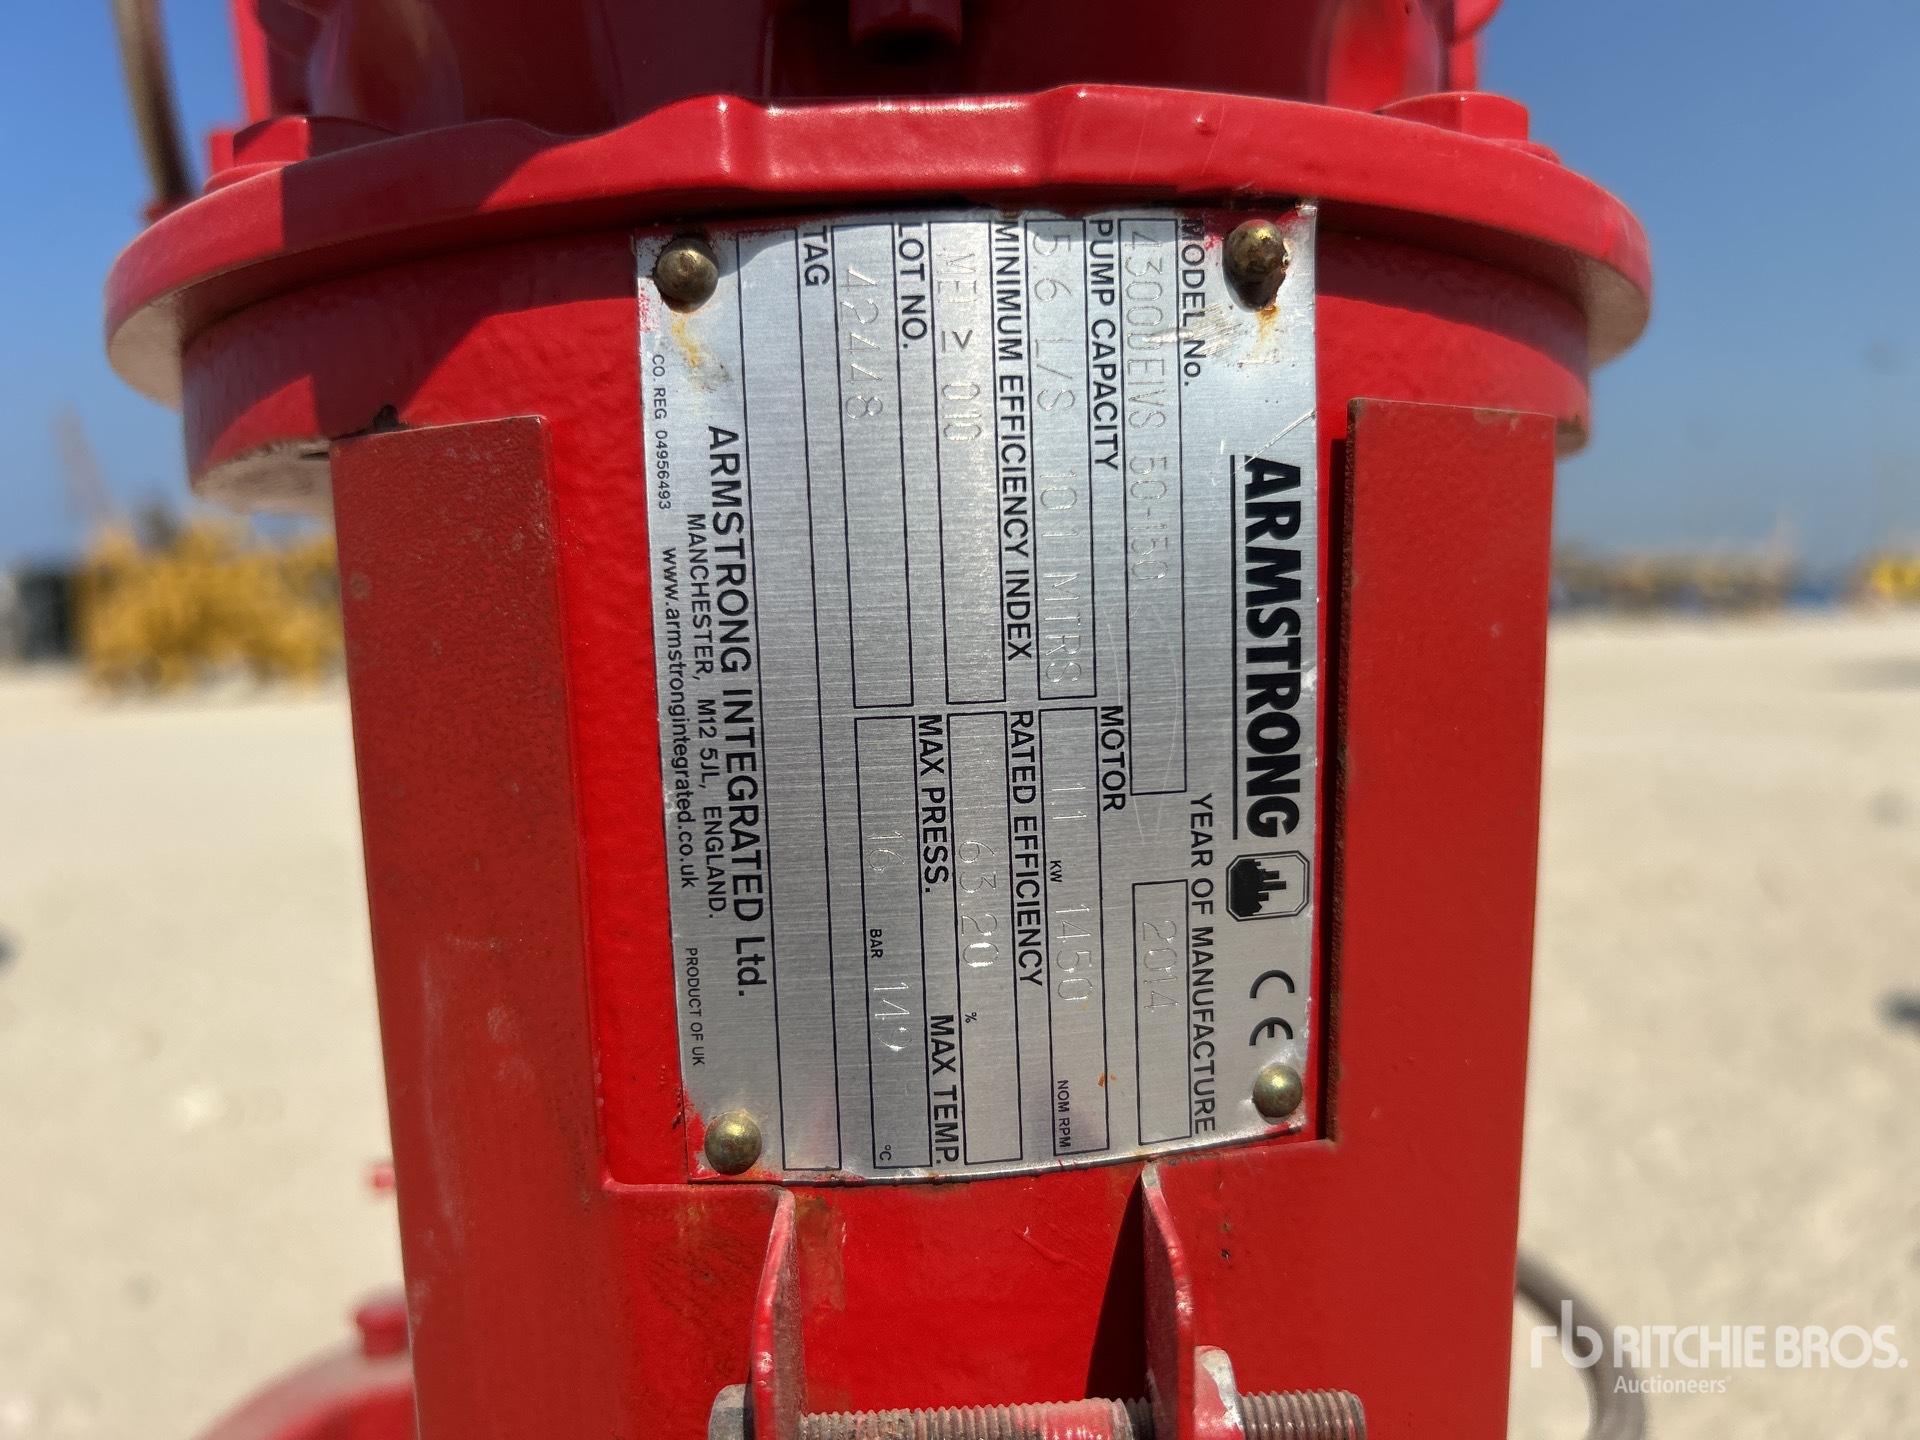 ARMSTRONG CE
MODEL No. YEAR OF MANUFACTURE
4300 EIVS 50-150 2014
PUMP CAPACITY MOTOR
5.6 L/S 10.1 MTRS 1.1 KW 1450 NOM RPM
MINIMUM EFFICIENCY INDEX RATED EFFICIENCY
MEI ≥ 63.20 %
LOT NO. MAX PRESS. MAX TEMP.
42448 16 BAR °C
TAG
ARMSTRONG INTEGRATED Ltd.
MANCHESTER, M12 5JL, ENGLAND.
CO. REG 04956493 www.armstrongintegrated.co.uk PRODUCT OF UK
rb RITCHIE BROS.
Auctioneers